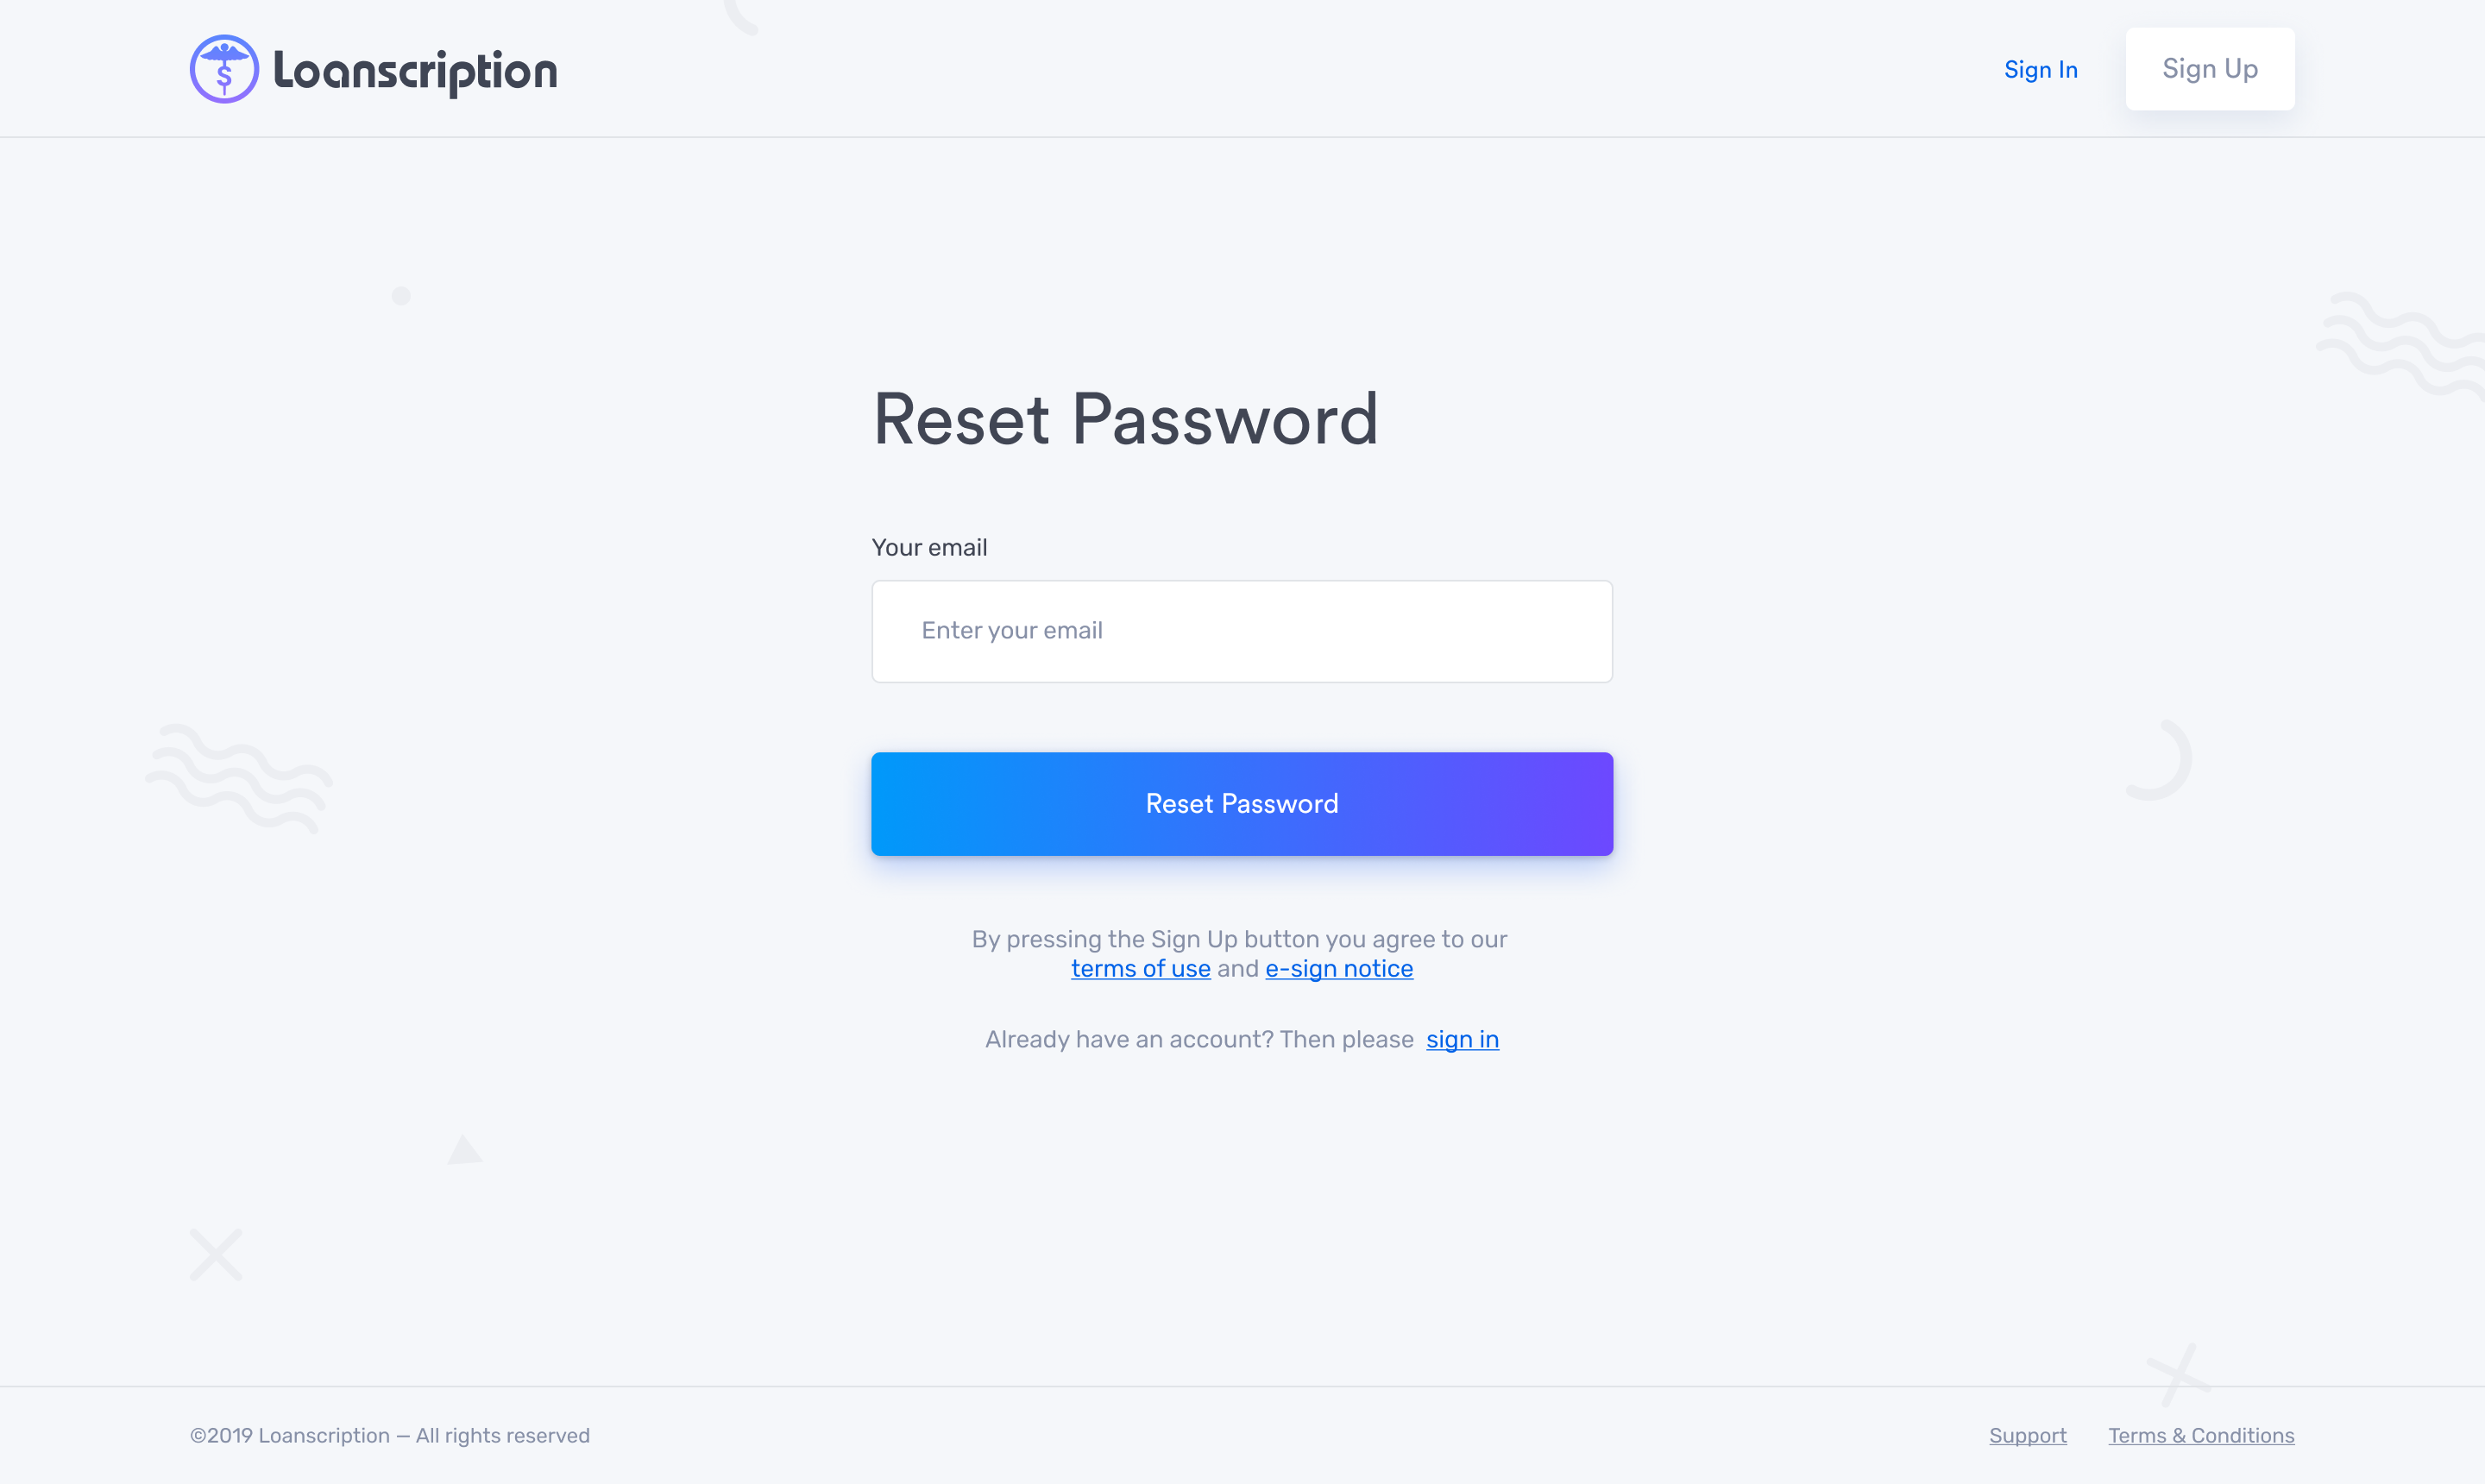 Loanscription
Sign In
Sign Up
Reset Password
Your email
Enter your email
Reset Password
By pressing the Sign Up button you agree to our
terms of use and e-sign notice
Already have an account? Then please sign in
©2019 Loanscription — All rights reserved
Support
Terms & Conditions